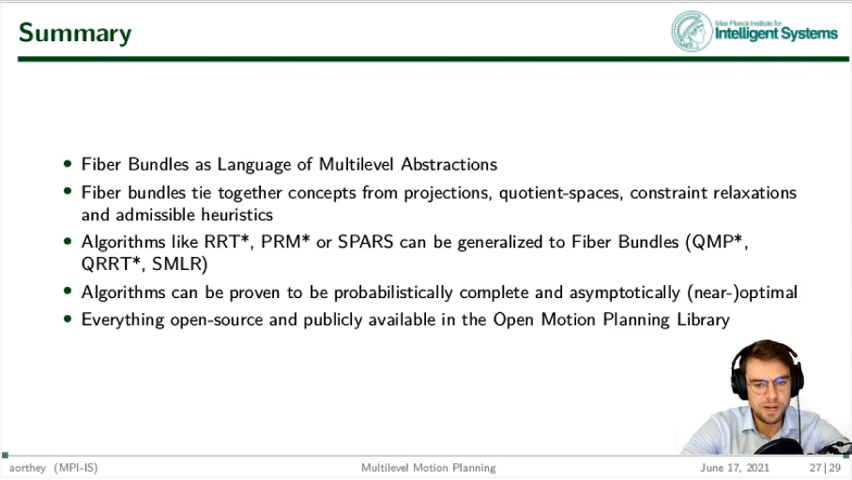 Summary
Max Planck Institute for
Intelligent Systems
Fiber Bundles as Language of Multilevel Abstractions
Fiber bundles tie together concepts from projections, quotient-spaces, constraint relaxations
and admissible heuristics
Algorithms like RRT*, PRM* or SPARS can be generalized to Fiber Bundles (QMP*,
QRRT*, SMLR)
Algorithms can be proven to be probabilistically complete and asymptotically (near-)optimal
Everything open-source and publicly available in the Open Motion Planning Library
aorthey (MPI-IS) Multilevel Motion Planning June 17, 2021 27|29